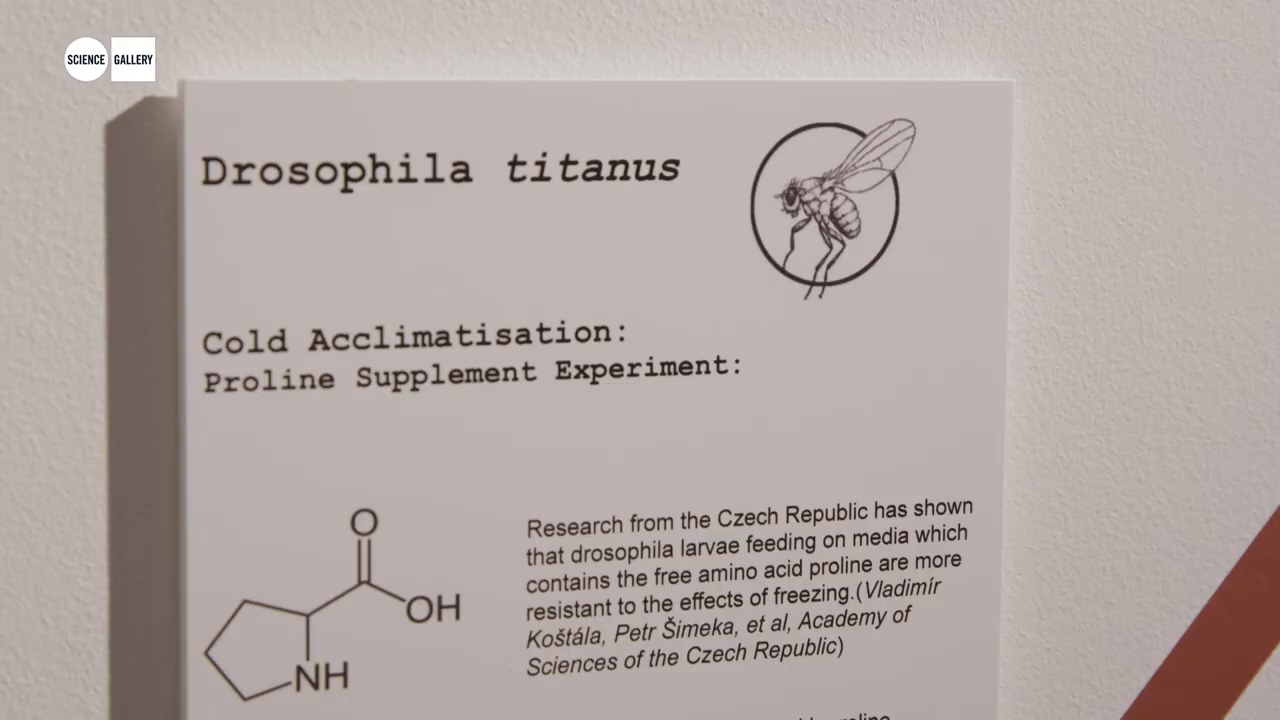 SCIENCE GALLERY
Drosophila titanus
Cold Acclimatisation:
Proline Supplement Experiment:
O
OH
NH
Research from the Czech Republic has shown
that drosophila larvae feeding on media which
contains the free amino acid proline are more
resistant to the effects of freezing.(Vladimír
Koštála, Petr Šimeka, et al, Academy of
Sciences of the Czech Republic)